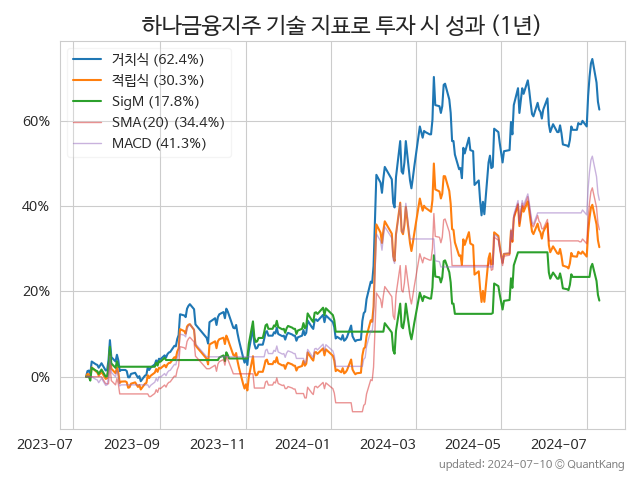 하나금융지주 기술 지표로 투자 시 성과 (1년)
거치식 (62.4%)
적립식 (30.3%)
SigM (17.8%)
SMA(20) (34.4%)
MACD (41.3%)
60%
40%
20%
0%
2023-07 2023-09 2023-11 2024-01 2024-03 2024-05 2024-07
updated: 2024-07-10 © QuantKang